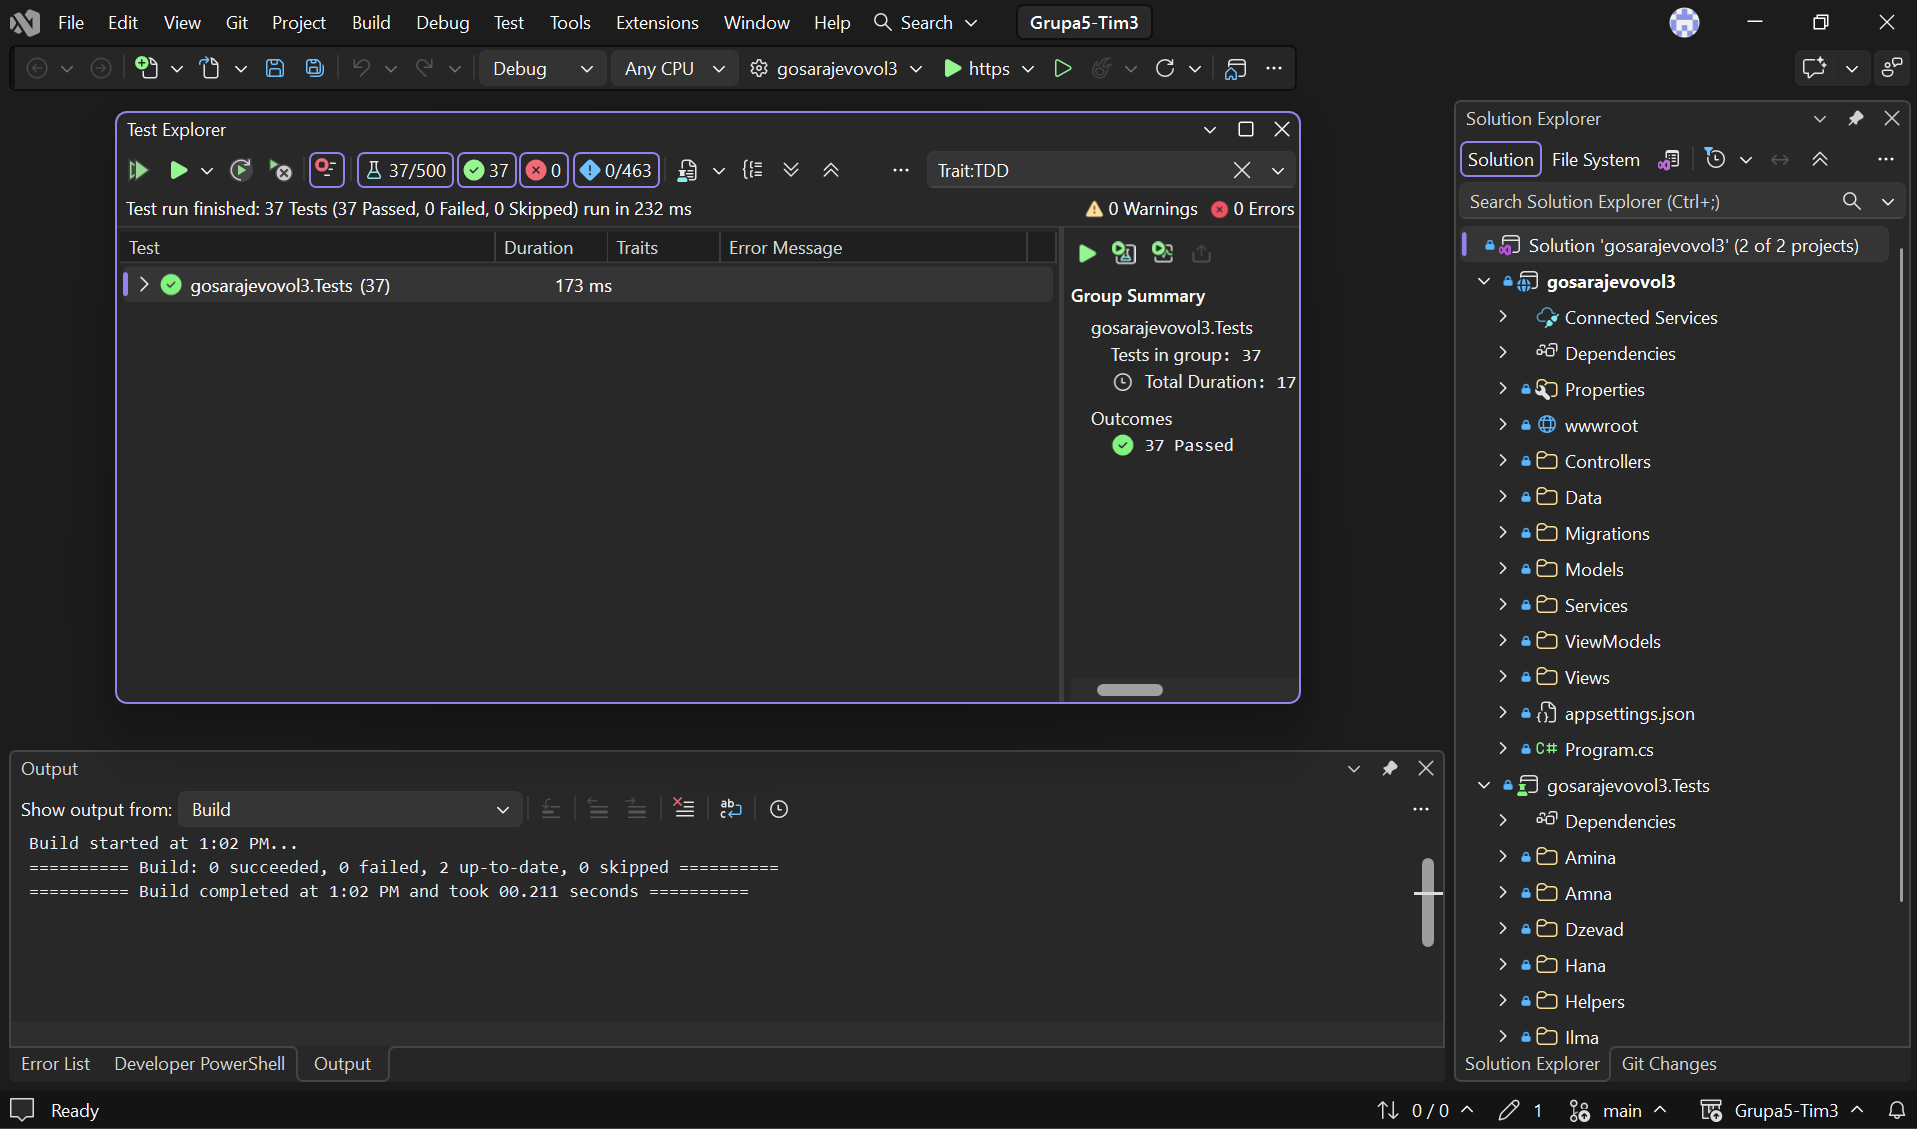 File Edit View Git Project Build Debug Test Tools Extensions Window Help Search Grupa5-Tim3
Debug Any CPU gosarajevovol3 https
Test Explorer
37/500 37 0 0/463 Trait:TDD
Test run finished: 37 Tests (37 Passed, 0 Failed, 0 Skipped) run in 232 ms 0 Warnings 0 Errors
Test Duration Traits Error Message
gosarajevovol3.Tests (37) 173 ms
Group Summary
gosarajevovol3.Tests
Tests in group: 37
Total Duration: 17
Outcomes
37 Passed
Output
Show output from: Build
Build started at 1:02 PM...
========== Build: 0 succeeded, 0 failed, 2 up-to-date, 0 skipped ==========
========== Build completed at 1:02 PM and took 00.211 seconds ==========
Error List Developer PowerShell Output
Solution Explorer
Solution File System
Search Solution Explorer (Ctrl+;)
Solution 'gosarajevovol3' (2 of 2 projects)
gosarajevovol3
Connected Services
Dependencies
Properties
wwwroot
Controllers
Data
Migrations
Models
Services
ViewModels
Views
appsettings.json
C# Program.cs
gosarajevovol3.Tests
Dependencies
Amina
Amna
Dzevad
Hana
Helpers
Ilma
Solution Explorer Git Changes
Ready 0 / 0 1 main Grupa5-Tim3